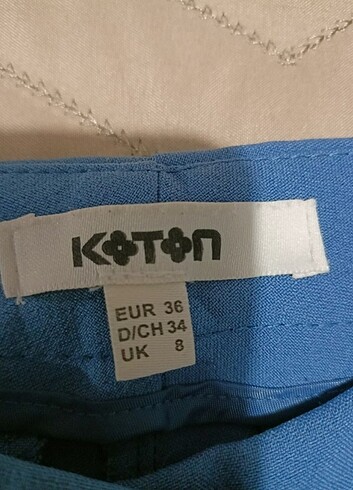 KOTON
EUR 36
D/CH 34
UK 8